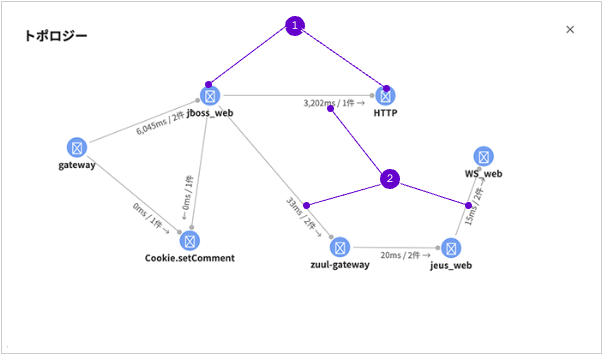 トポロジー
×
1
6,045ms / 2件 →
jboss_web
3,202ms / 1件 →
HTTP
gateway
2
WS_web
0ms / 1件 →
← 0ms / 1件
33ms / 2件 →
15ms / 2件 →
Cookie.setComment
zuul-gateway
20ms / 2件 →
jeus_web